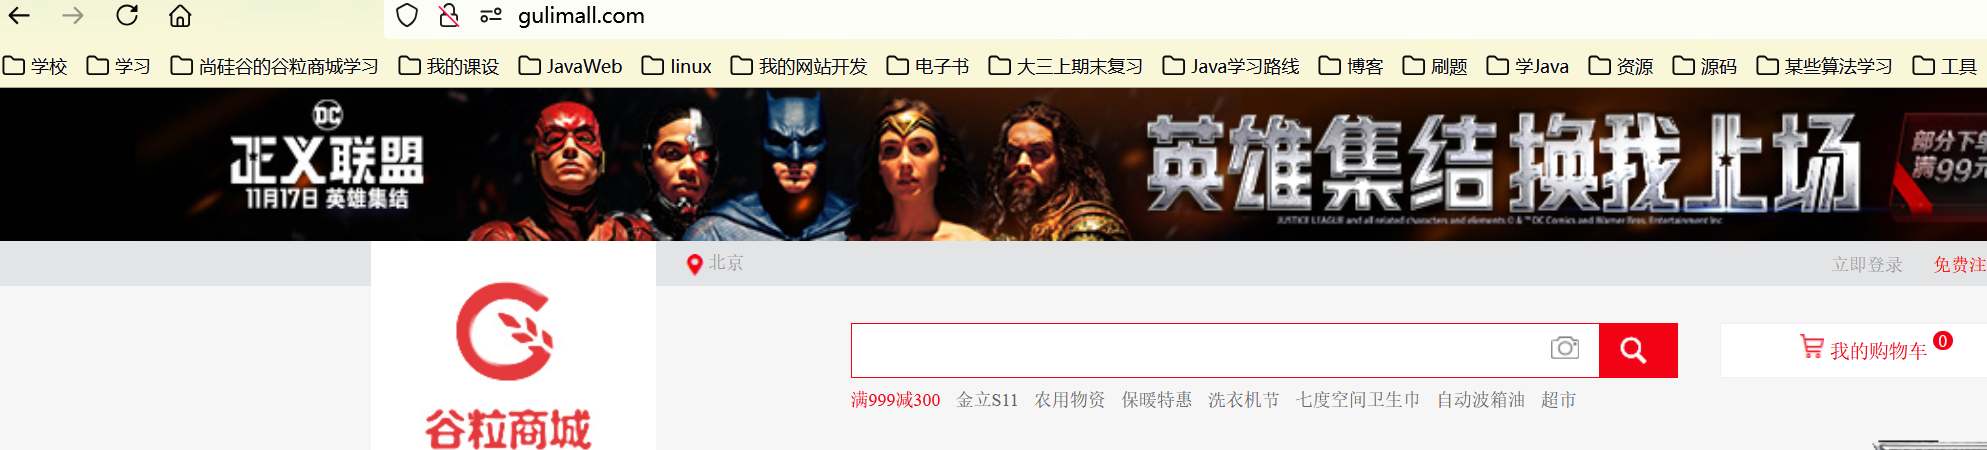 gulimall.com
学校 学习 尚硅谷的谷粒商城学习 我的课设 JavaWeb linux 我的网站开发 电子书 大三上期末复习 Java学习路线 博客 刷题 学Java 资源 源码 某些算法学习 工具
DC
正义联盟
11月17日 英雄集结
英雄集结 换我上场
JUSTICE LEAGUE and all related characters and elements © & ™ DC Comics and Warner Bros. Entertainment Inc
部分下单
满99元
北京
立即登录 免费注
我的购物车 0
满999减300 金立S11 农用物资 保暖特惠 洗衣机节 七度空间卫生巾 自动波箱油 超市
谷粒商城